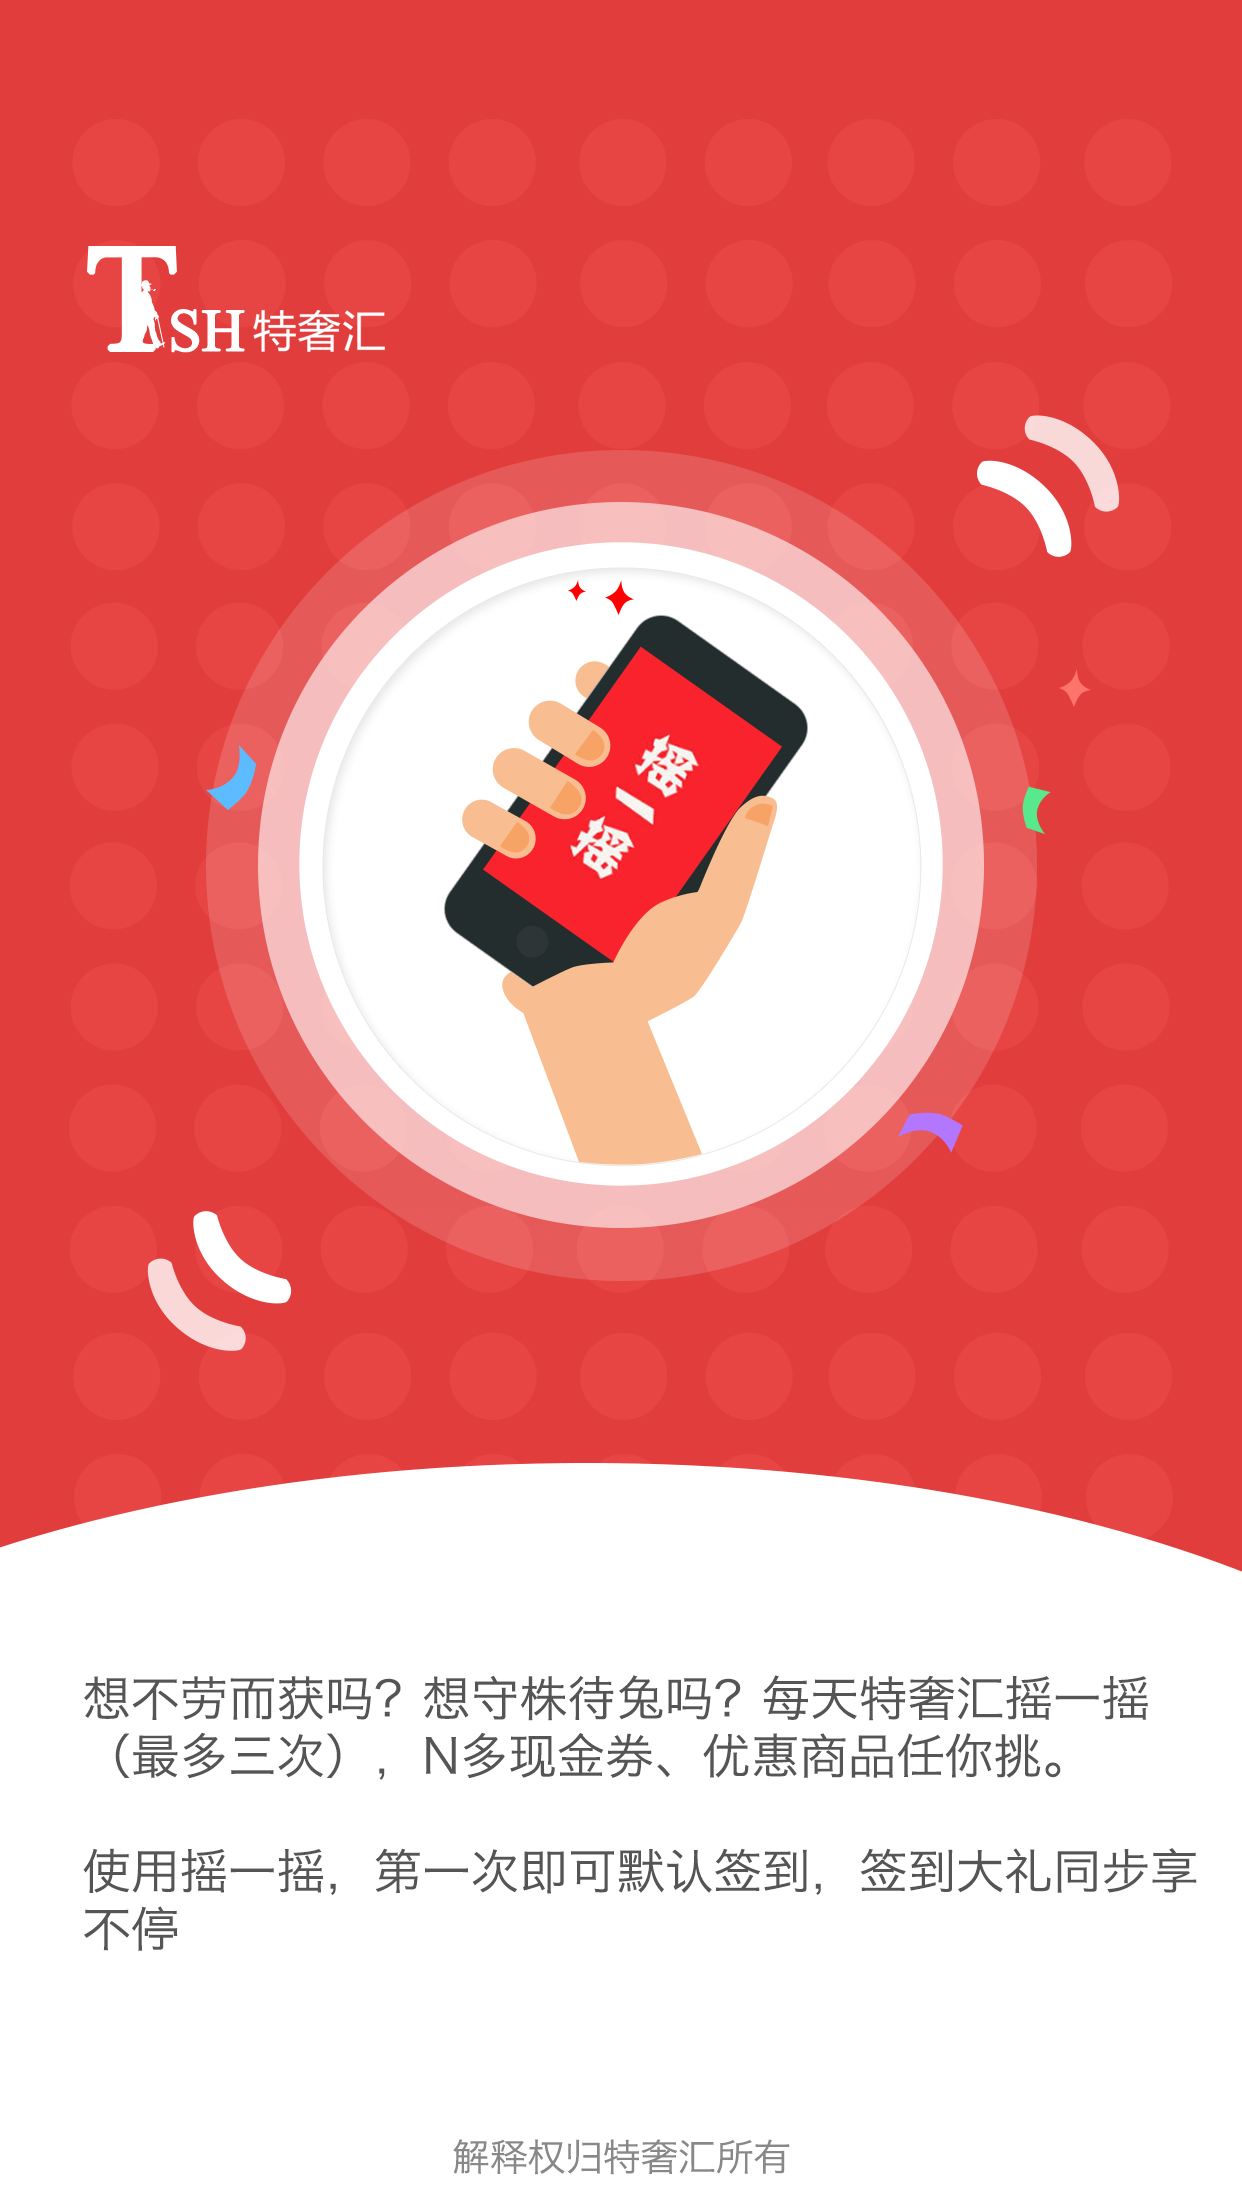 TSH 特奢汇
摇一摇
想不劳而获吗？想守株待兔吗？每天特奢汇摇一摇
（最多三次），N多现金券、优惠商品任你挑。
使用摇一摇，第一次即可默认签到，签到大礼同步享
不停
解释权归特奢汇所有